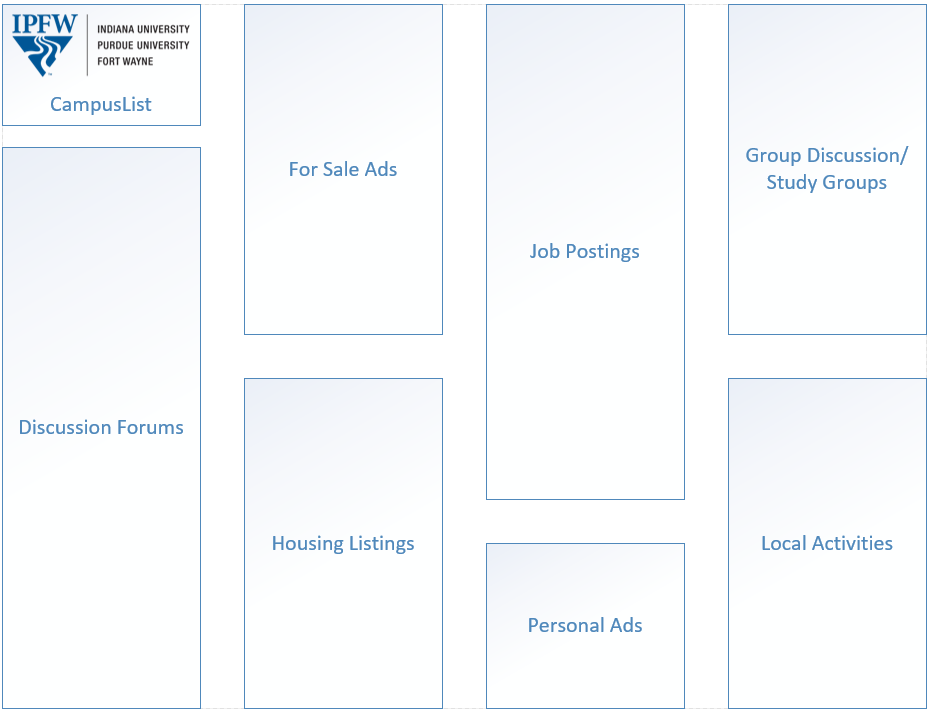 IPFW
INDIANA UNIVERSITY
PURDUE UNIVERSITY
FORT WAYNE
CampusList
Discussion Forums
For Sale Ads
Housing Listings
Job Postings
Personal Ads
Group Discussion/
Study Groups
Local Activities